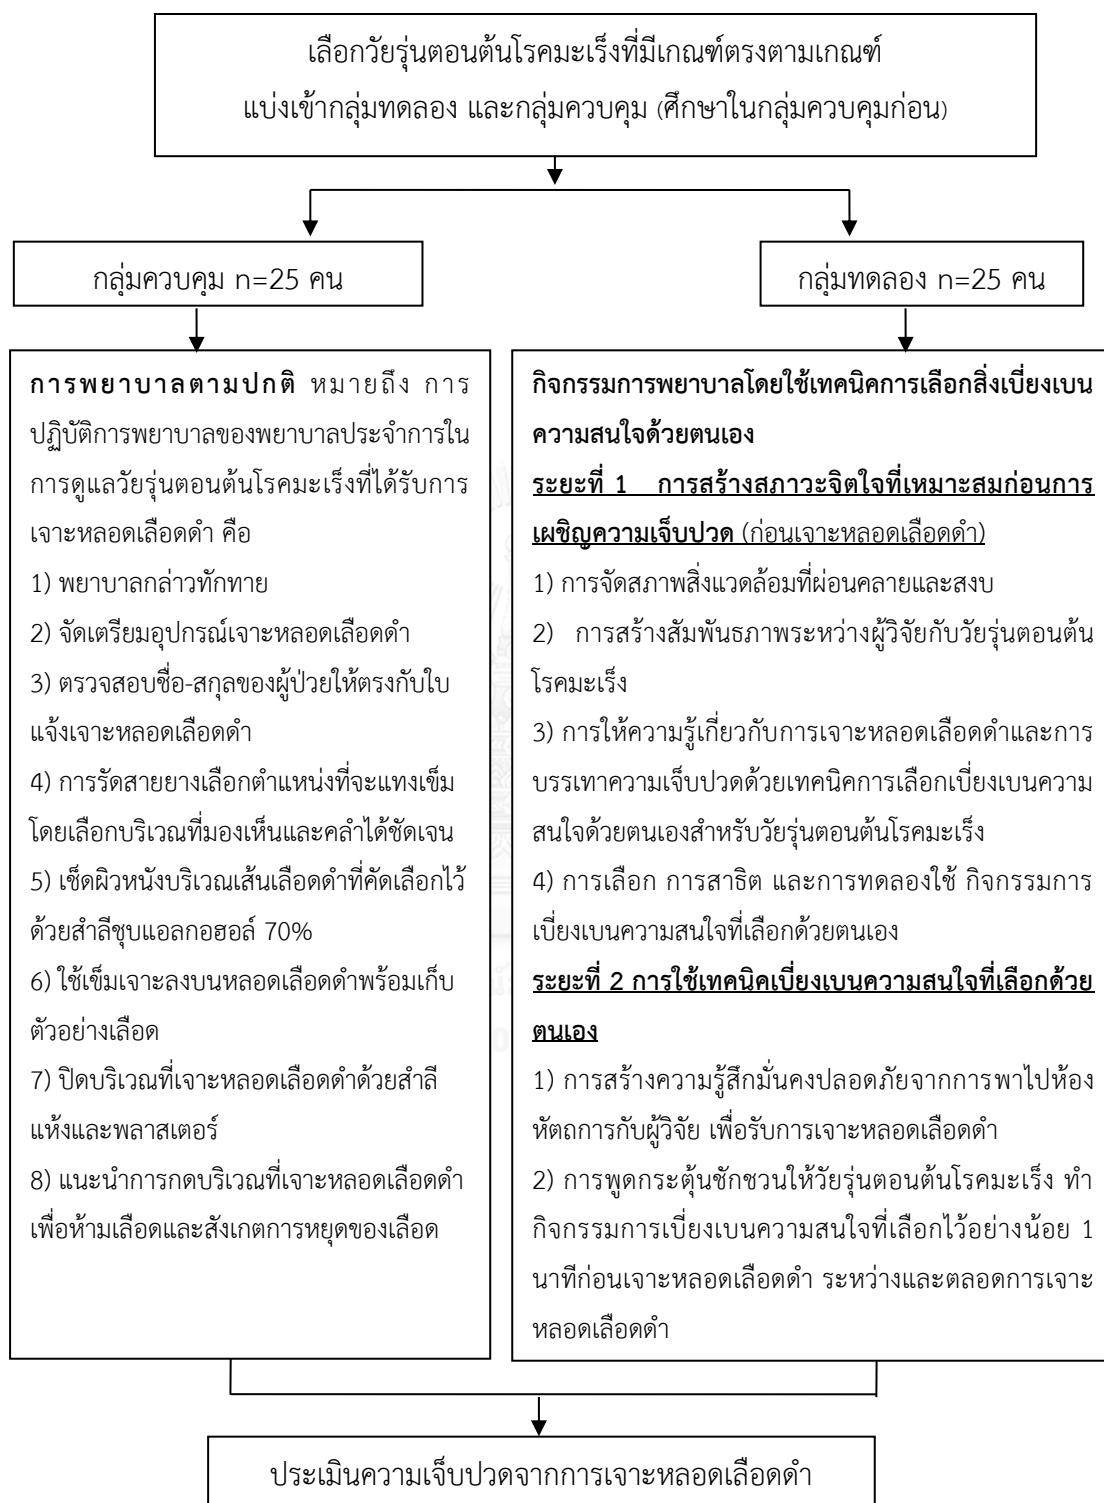 เลือกวัยรุ่นตอนต้นโรคมะเร็งที่มีเกณฑ์ตรงตามเกณฑ์
แบ่งเข้ากลุ่มทดลอง และกลุ่มควบคุม (ศึกษาในกลุ่มควบคุมก่อน)
กลุ่มควบคุม n=25 คน
กลุ่มทดลอง n=25 คน
การพยาบาลตามปกติ หมายถึง การ
ปฏิบัติการพยาบาลของพยาบาลประจำการใน
การดูแลวัยรุ่นตอนต้นโรคมะเร็งที่ได้รับการ
เจาะหลอดเลือดดำ คือ
1) พยาบาลกล่าวทักทาย
2) จัดเตรียมอุปกรณ์เจาะหลอดเลือดดำ
3) ตรวจสอบชื่อ-สกุลของผู้ป่วยให้ตรงกับใบ
แจ้งเจาะหลอดเลือดดำ
4) การรัดสายยางเลือกตำแหน่งที่จะแทงเข็ม
โดยเลือกบริเวณที่มองเห็นและคลำได้ชัดเจน
5) เช็ดผิวหนังบริเวณเส้นเลือดดำที่คัดเลือกไว้
ด้วยสำลีชุบแอลกอฮอล์ 70%
6) ใช้เข็มเจาะลงบนหลอดเลือดดำพร้อมเก็บ
ตัวอย่างเลือด
7) ปิดบริเวณที่เจาะหลอดเลือดดำด้วยสำลี
แห้งและพลาสเตอร์
8) แนะนำการกดบริเวณที่เจาะหลอดเลือดดำ
เพื่อห้ามเลือดและสังเกตการหยุดของเลือด
กิจกรรมการพยาบาลโดยใช้เทคนิคการเลือกสิ่งเบี่ยงเบน
ความสนใจด้วยตนเอง
ระยะที่ 1 การสร้างสภาวะจิตใจที่เหมาะสมก่อนการ
เผชิญความเจ็บปวด (ก่อนเจาะหลอดเลือดดำ)
1) การจัดสภาพสิ่งแวดล้อมที่ผ่อนคลายและสงบ
2) การสร้างสัมพันธภาพระหว่างผู้วิจัยกับวัยรุ่นตอนต้น
โรคมะเร็ง
3) การให้ความรู้เกี่ยวกับการเจาะหลอดเลือดดำและการ
บรรเทาความเจ็บปวดด้วยเทคนิคการเลือกเบี่ยงเบนความ
สนใจด้วยตนเองสำหรับวัยรุ่นตอนต้นโรคมะเร็ง
4) การเลือก การสาธิต และการทดลองใช้ กิจกรรมการ
เบี่ยงเบนความสนใจที่เลือกด้วยตนเอง
ระยะที่ 2 การใช้เทคนิคเบี่ยงเบนความสนใจที่เลือกด้วย
ตนเอง
1) การสร้างความรู้สึกมั่นคงปลอดภัยจากการพาไปห้อง
หัตถการกับผู้วิจัย เพื่อรับการเจาะหลอดเลือดดำ
2) การพูดกระตุ้นชักชวนให้วัยรุ่นตอนต้นโรคมะเร็ง ทำ
กิจกรรมการเบี่ยงเบนความสนใจที่เลือกไว้อย่างน้อย 1
นาทีก่อนเจาะหลอดเลือดดำ ระหว่างและตลอดการเจาะ
หลอดเลือดดำ
ประเมินความเจ็บปวดจากการเจาะหลอดเลือดดำ